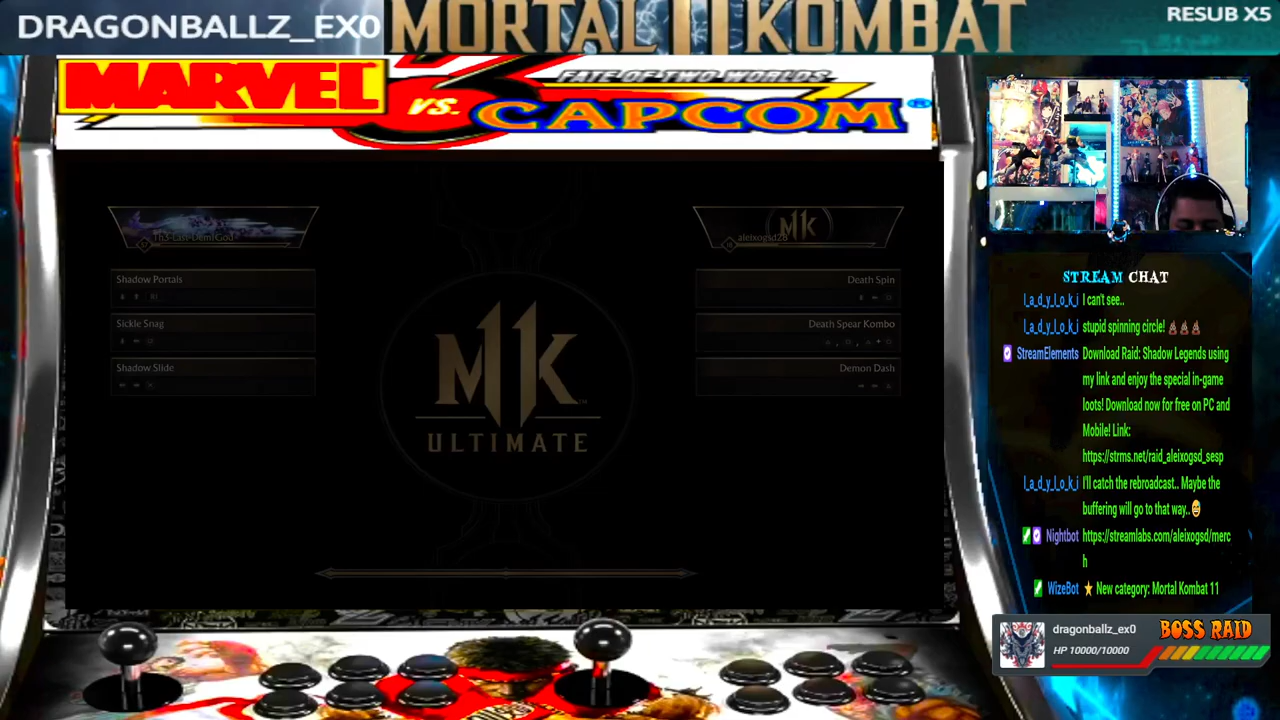 DRAGONBALLZ_EX0
MORTAL KOMBAT
RESUB X5
FATE OF TWO WORLDS
MARVEL VS. CAPCOM®
3
Th3-Last-Dem1God-
aleixogsd28
Shadow Portals
Sickle Snag
Shadow Slide
Death Spin
Death Spear Kombo
Demon Dash
MK
ULTIMATE
STREAM CHAT
l_a_d_y_l_o_k_i I can't see..
l_a_d_y_l_o_k_i stupid spinning circle! 💩💩💩
StreamElements Download Raid: Shadow Legends using
my link and enjoy the special in-game
loots! Download now for free on PC and
Mobile! Link:
https://strms.net/raid_aleixogsd_sesp
l_a_d_y_l_o_k_i I'll catch the rebroadcast.. Maybe the
buffering will go to that way..😅
Nightbot https://streamlabs.com/aleixogsd/merc
h
WizeBot ⭐ New category: Mortal Kombat 11
dragonballz_ex0
BOSS RAID
HP 10000/10000